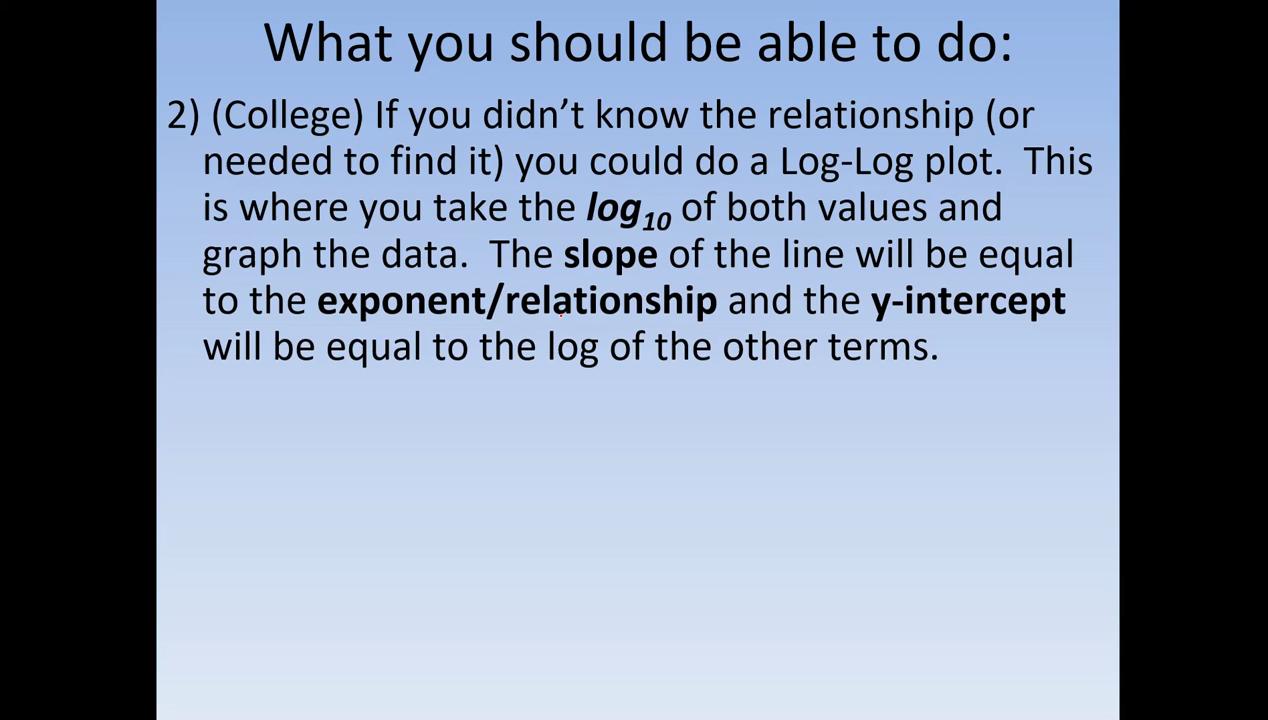 What you should be able to do:
2) (College) If you didn’t know the relationship (or
needed to find it) you could do a Log-Log plot.  This
is where you take the log10 of both values and
graph the data.  The slope of the line will be equal
to the exponent/relationship and the y-intercept
will be equal to the log of the other terms.